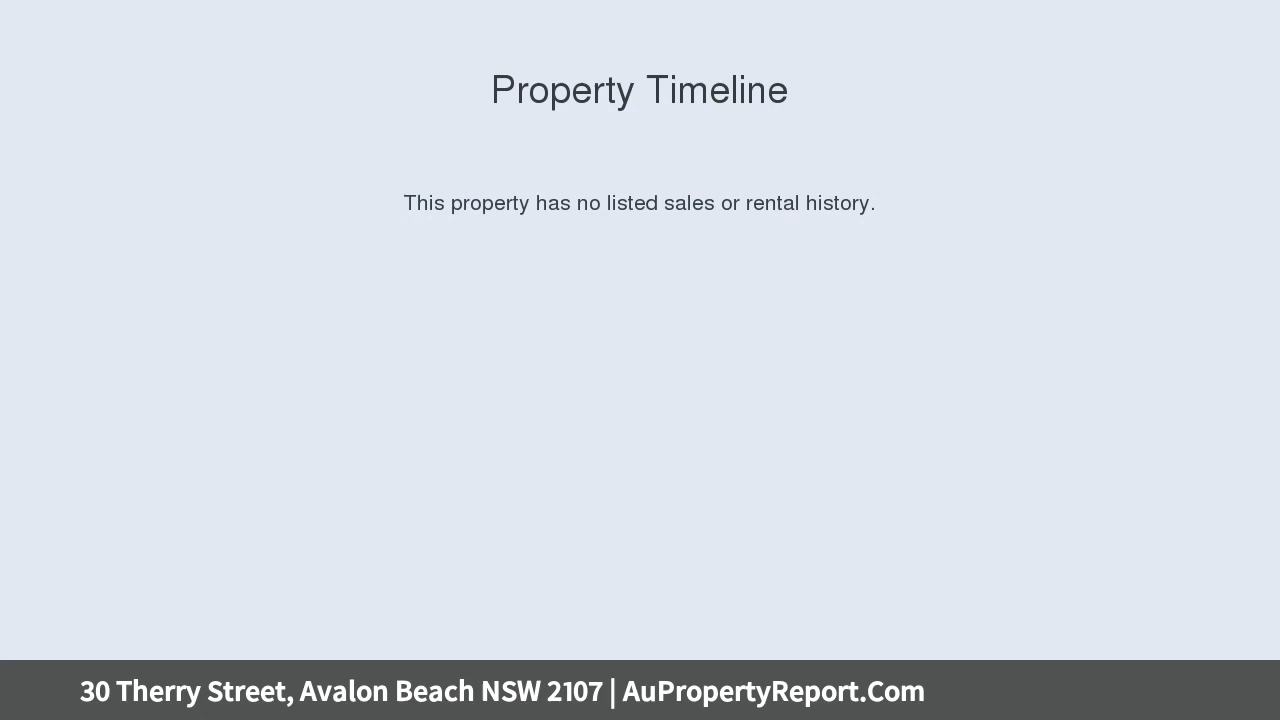 Property Timeline
This property has no listed sales or rental history.
30 Therry Street, Avalon Beach NSW 2107 | AuPropertyReport.Com